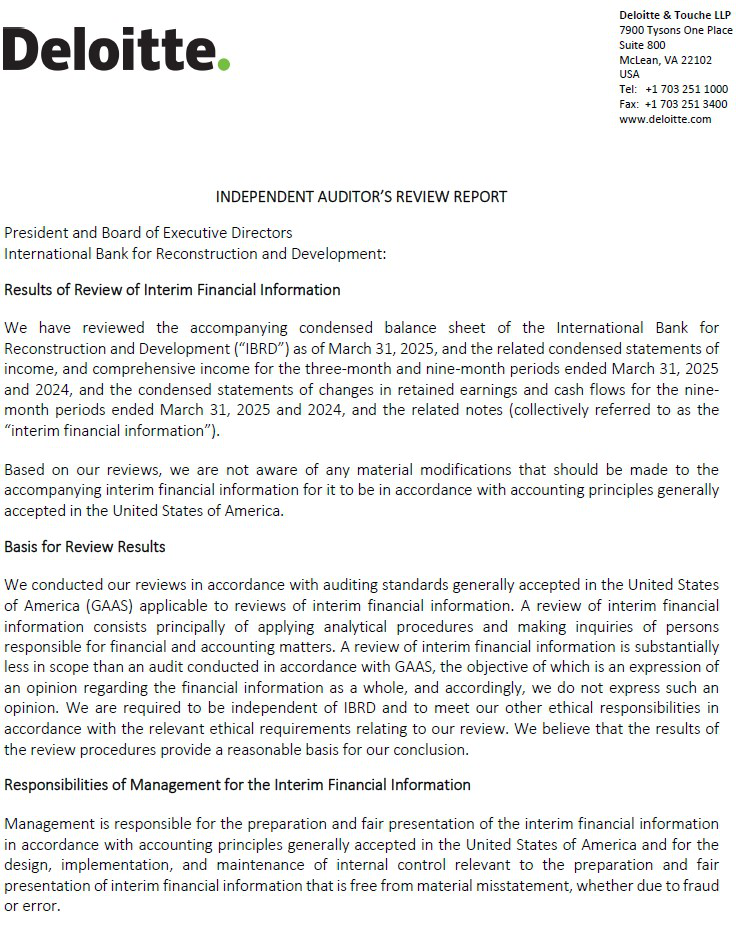 Deloitte.
Deloitte & Touche LLP
7900 Tysons One Place
Suite 800
McLean, VA 22102
USA
Tel: +1 703 251 1000
Fax: +1 703 251 3400
www.deloitte.com
INDEPENDENT AUDITOR’S REVIEW REPORT
President and Board of Executive Directors
International Bank for Reconstruction and Development:
Results of Review of Interim Financial Information
We have reviewed the accompanying condensed balance sheet of the International Bank for
Reconstruction and Development (“IBRD”) as of March 31, 2025, and the related condensed statements of
income, and comprehensive income for the three-month and nine-month periods ended March 31, 2025
and 2024, and the condensed statements of changes in retained earnings and cash flows for the nine-
month periods ended March 31, 2025 and 2024, and the related notes (collectively referred to as the
“interim financial information”).
Based on our reviews, we are not aware of any material modifications that should be made to the
accompanying interim financial information for it to be in accordance with accounting principles generally
accepted in the United States of America.
Basis for Review Results
We conducted our reviews in accordance with auditing standards generally accepted in the United States
of America (GAAS) applicable to reviews of interim financial information. A review of interim financial
information consists principally of applying analytical procedures and making inquiries of persons
responsible for financial and accounting matters. A review of interim financial information is substantially
less in scope than an audit conducted in accordance with GAAS, the objective of which is an expression of
an opinion regarding the financial information as a whole, and accordingly, we do not express such an
opinion. We are required to be independent of IBRD and to meet our other ethical responsibilities in
accordance with the relevant ethical requirements relating to our review. We believe that the results of
the review procedures provide a reasonable basis for our conclusion.
Responsibilities of Management for the Interim Financial Information
Management is responsible for the preparation and fair presentation of the interim financial information
in accordance with accounting principles generally accepted in the United States of America and for the
design, implementation, and maintenance of internal control relevant to the preparation and fair
presentation of interim financial information that is free from material misstatement, whether due to fraud
or error.